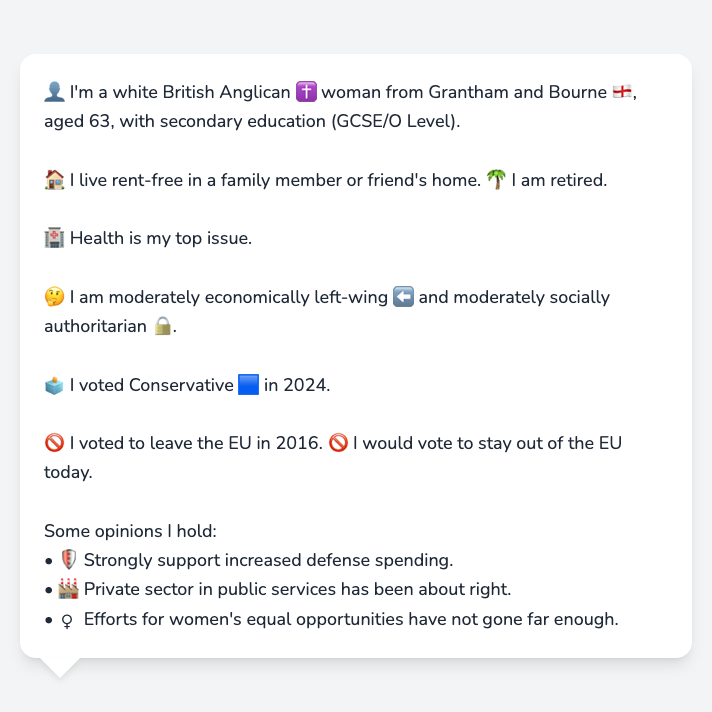 👤 I'm a white British Anglican ✝️ woman from Grantham and Bourne 🏴󠁧󠁢󠁥󠁮󠁧󠁿,
aged 63, with secondary education (GCSE/O Level).
🏠 I live rent-free in a family member or friend's home. 🌴 I am retired.
🏥 Health is my top issue.
🤔 I am moderately economically left-wing ⬅️ and moderately socially
authoritarian 🔒.
🗳️ I voted Conservative 🟦 in 2024.
🚫 I voted to leave the EU in 2016. 🚫 I would vote to stay out of the EU
today.
Some opinions I hold:
• 🛡️ Strongly support increased defense spending.
• 🏭 Private sector in public services has been about right.
• ♀ Efforts for women's equal opportunities have not gone far enough.